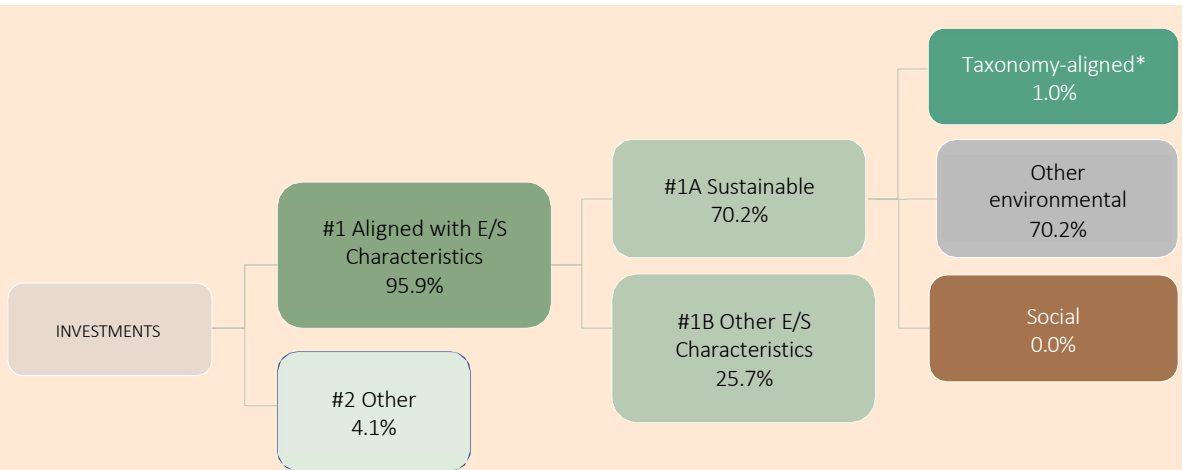 INVESTMENTS
#1 Aligned with E/S
Characteristics
95.9%
#2 Other
4.1%
#1A Sustainable
70.2%
#1B Other E/S
Characteristics
25.7%
Taxonomy-aligned*
1.0%
Other
environmental
70.2%
Social
0.0%